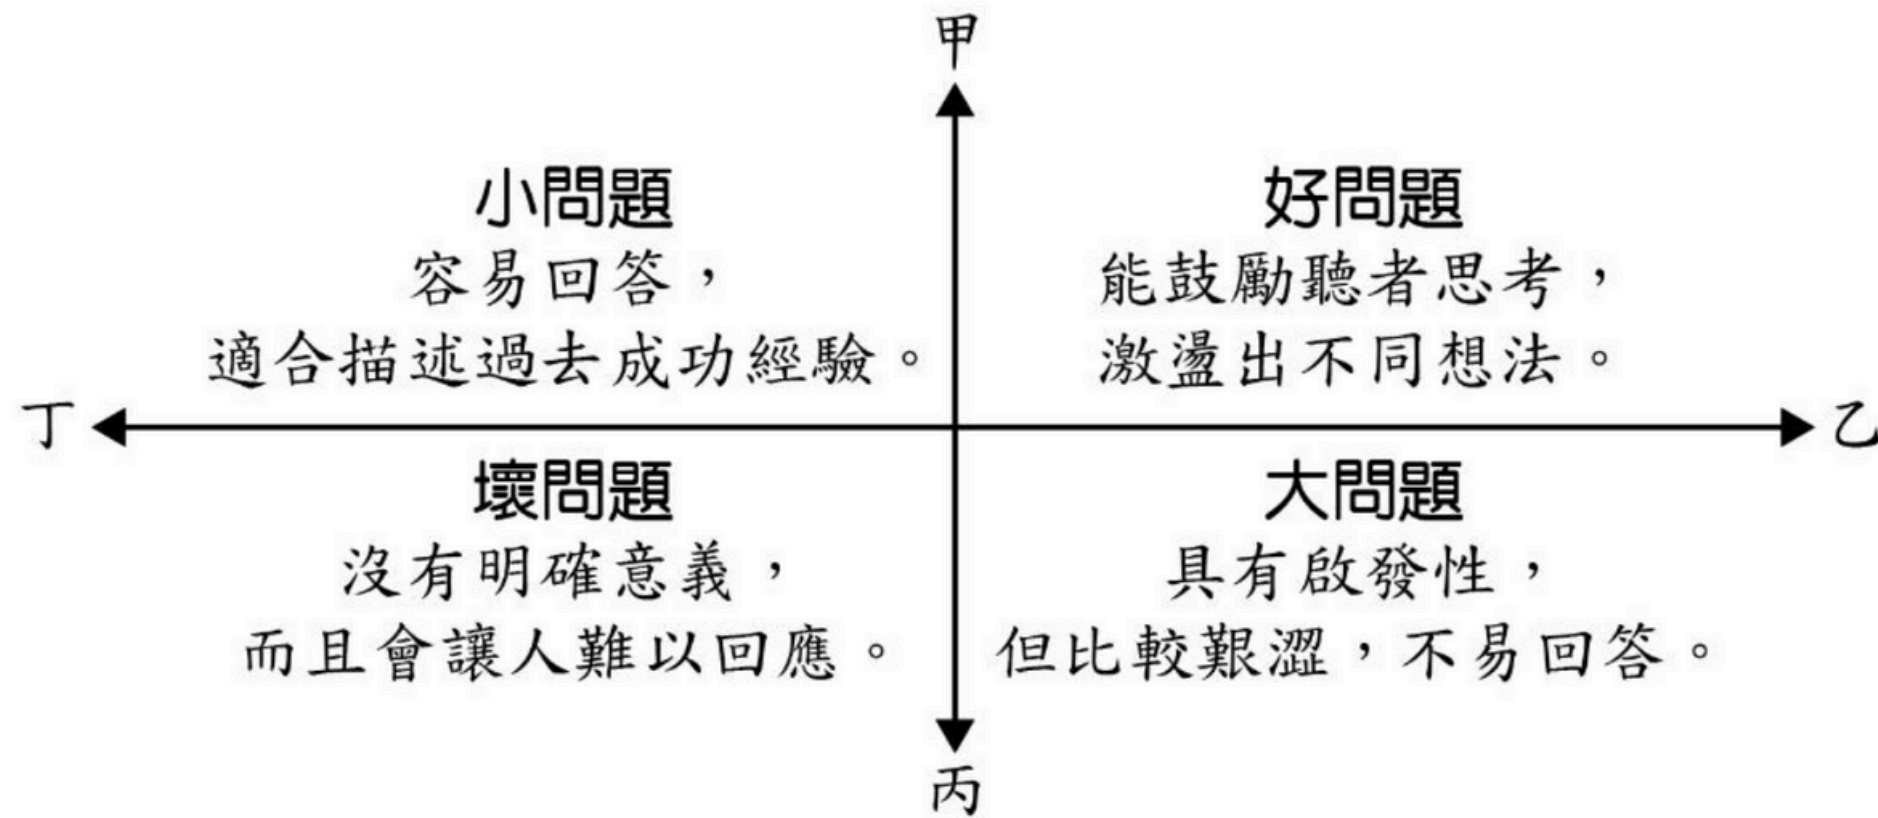 甲
小問題
容易回答，
適合描述過去成功經驗。
好問題
能鼓勵聽者思考，
激盪出不同想法。
丁
乙
壞問題
沒有明確意義，
而且會讓人難以回應。
大問題
具有啟發性，
但比較艱澀，不易回答。
丙